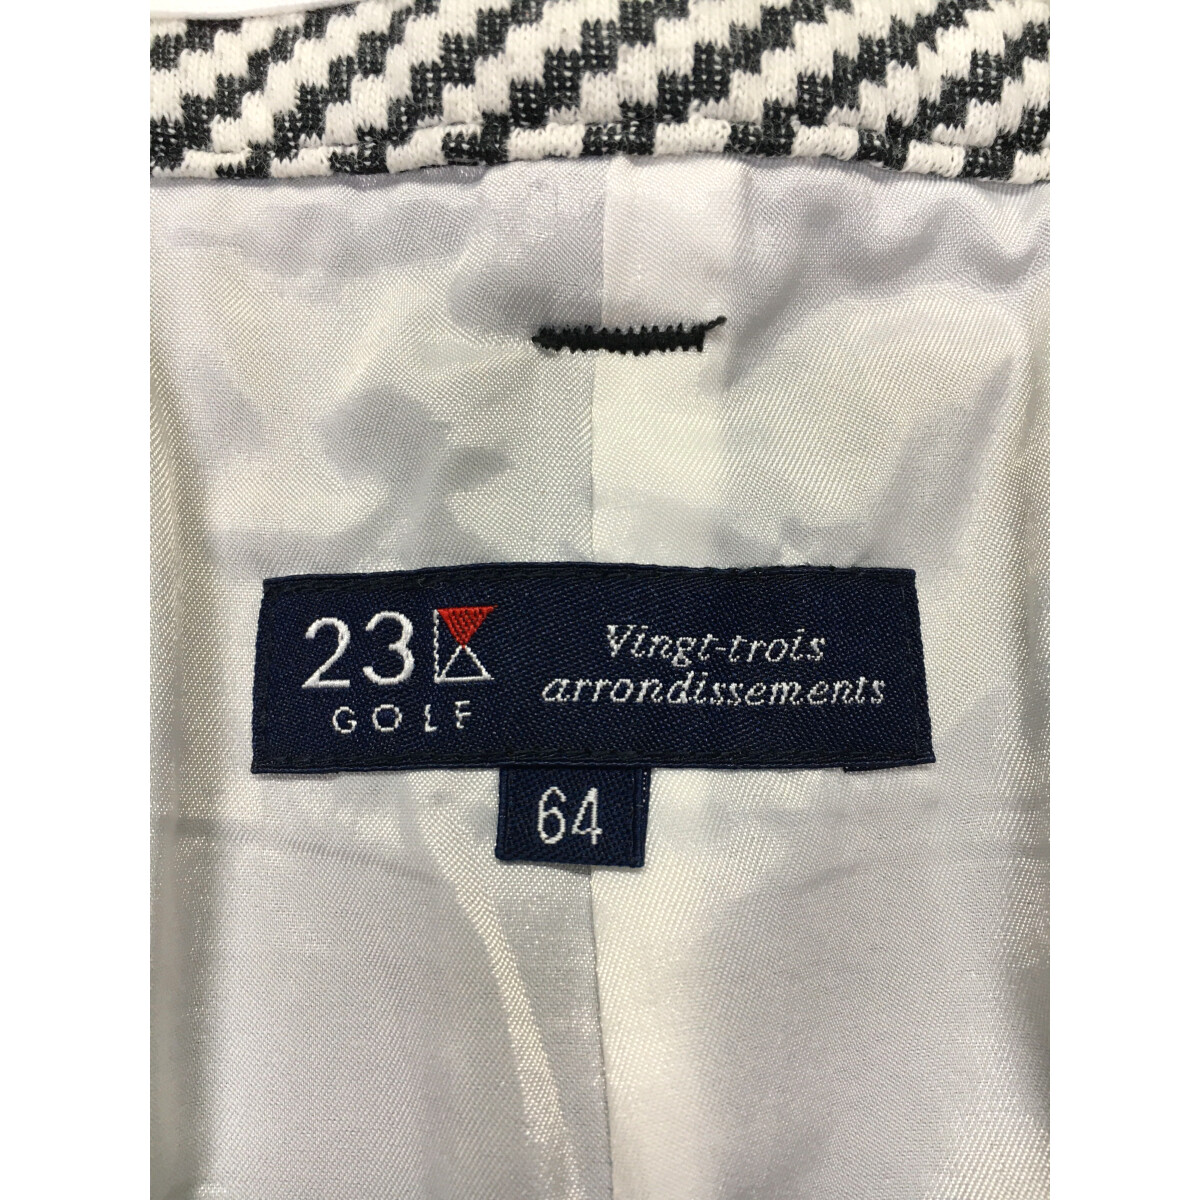 23
GOLF
Vingt-trois
arrondissements
64